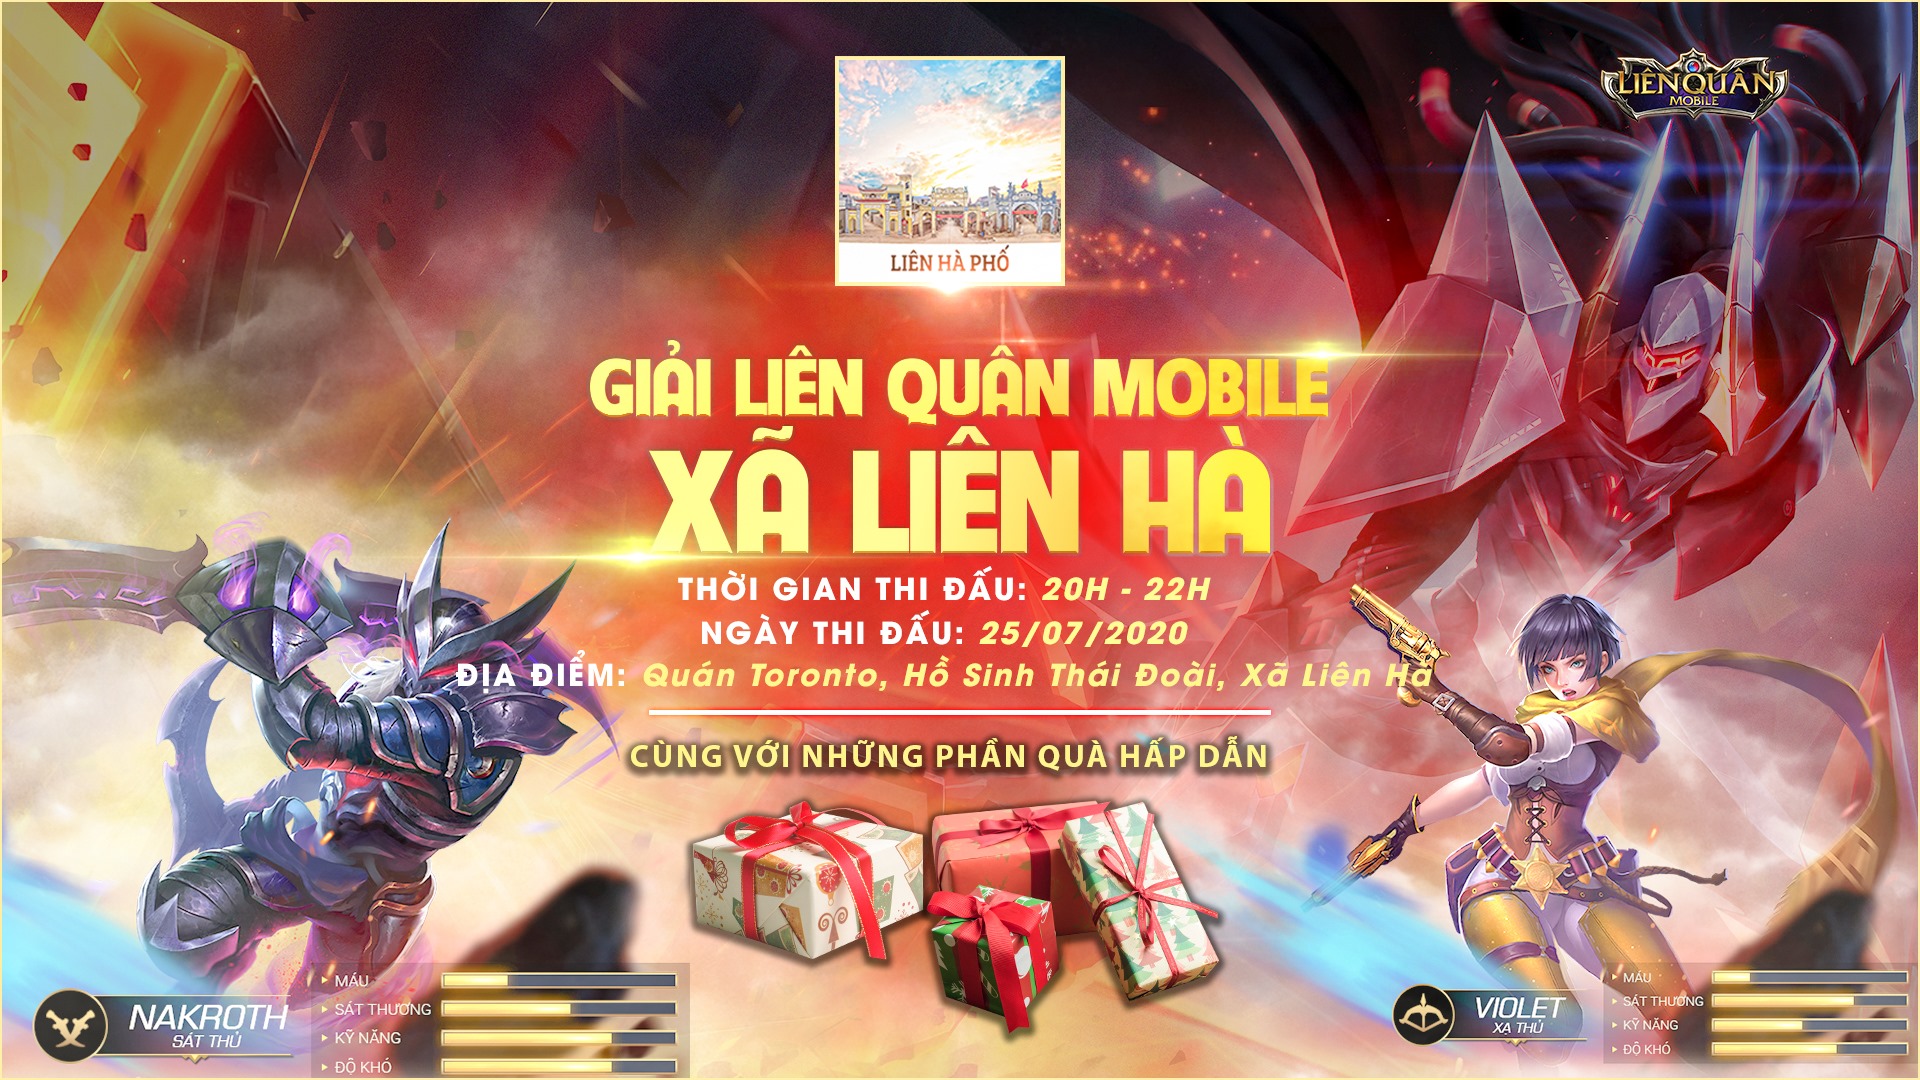 LIÊN QUÂN
MOBILE
LIÊN HÀ PHỐ
GIẢI LIÊN QUÂN MOBILE
XÃ LIÊN HÀ
THỜI GIAN THI ĐẤU: 20H - 22H
NGÀY THI ĐẤU: 25/07/2020
ĐỊA ĐIỂM: Quán Toronto, Hồ Sinh Thái Đoài, Xã Liên Hà
CÙNG VỚI NHỮNG PHẦN QUÀ HẤP DẪN
NAKROTH
SÁT THỦ
MÁU
SÁT THƯƠNG
KỸ NĂNG
ĐỘ KHÓ
VIOLET
XẠ THỦ
MÁU
SÁT THƯƠNG
KỸ NĂNG
ĐỘ KHÓ